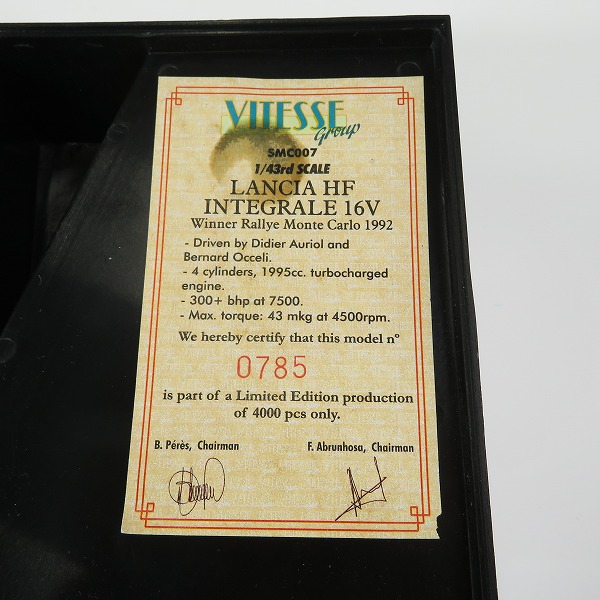 VITESSE
Group
SMC007
1/43rd SCALE
LANCIA HF
INTEGRALE 16V
Winner Rallye Monte Carlo 1992
- Driven by Didier Auriol and
Bernard Occeli.
- 4 cylinders, 1995cc. turbocharged
engine.
- 300+ bhp at 7500.
- Max. torque: 43 mkg at 4500rpm.
We hereby certify that this model nº
0785
is part of a Limited Edition production
of 4000 pcs only.
B. Pérès, Chairman F. Abrunhosa, Chairman